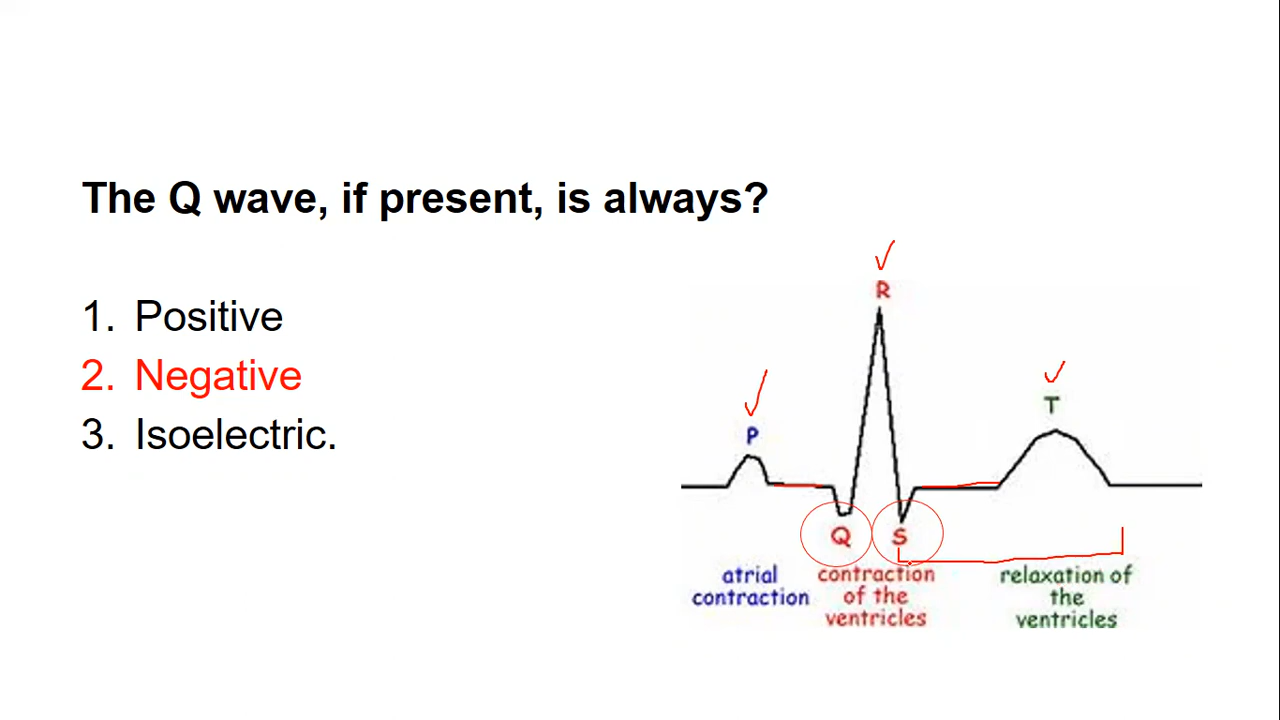 The Q wave, if present, is always?
1. Positive
2. Negative
3. Isoelectric.
R
T
P
Q
S
atrial
contraction
contraction
of the
ventricles
relaxation of
the
ventricles